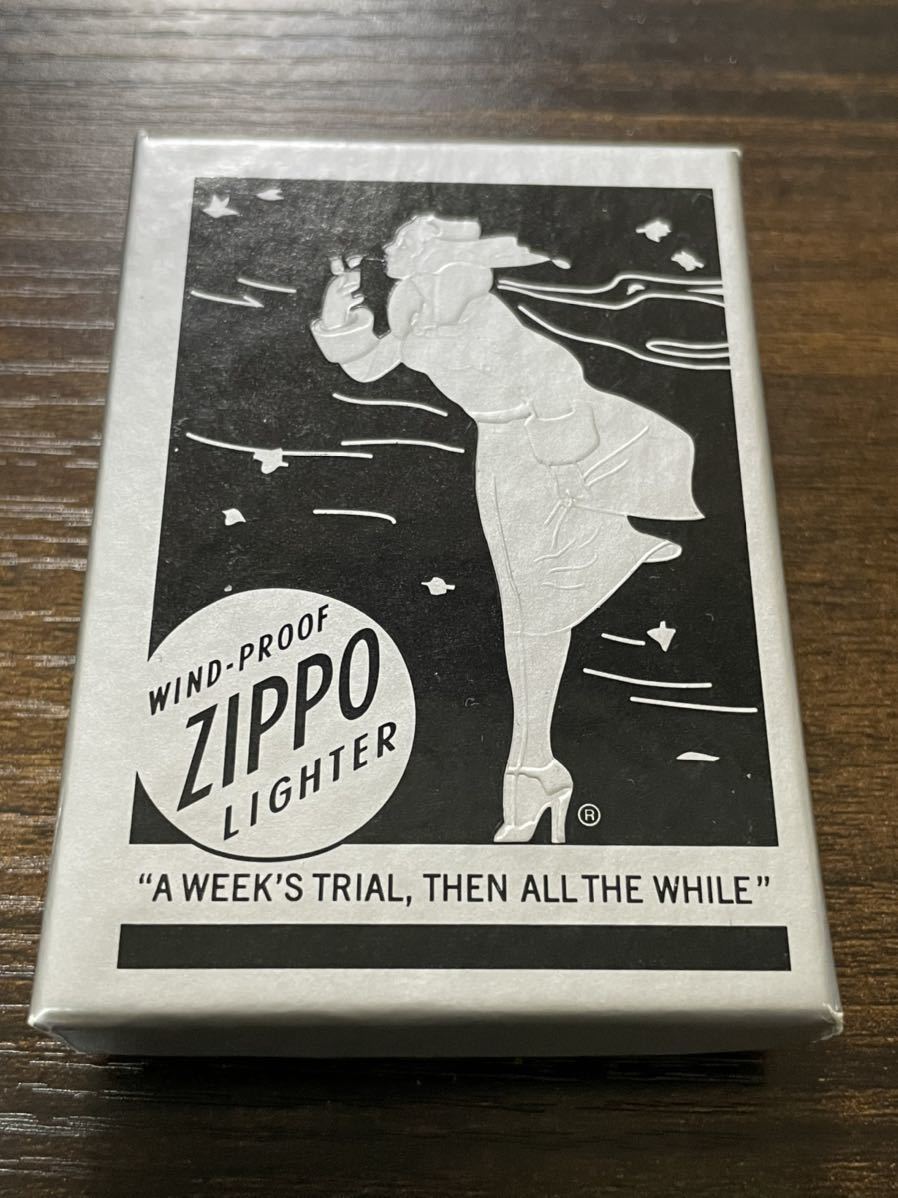 WIND-PROOF
ZIPPO
LIGHTER
®
"A WEEK'S TRIAL, THEN ALL THE WHILE"